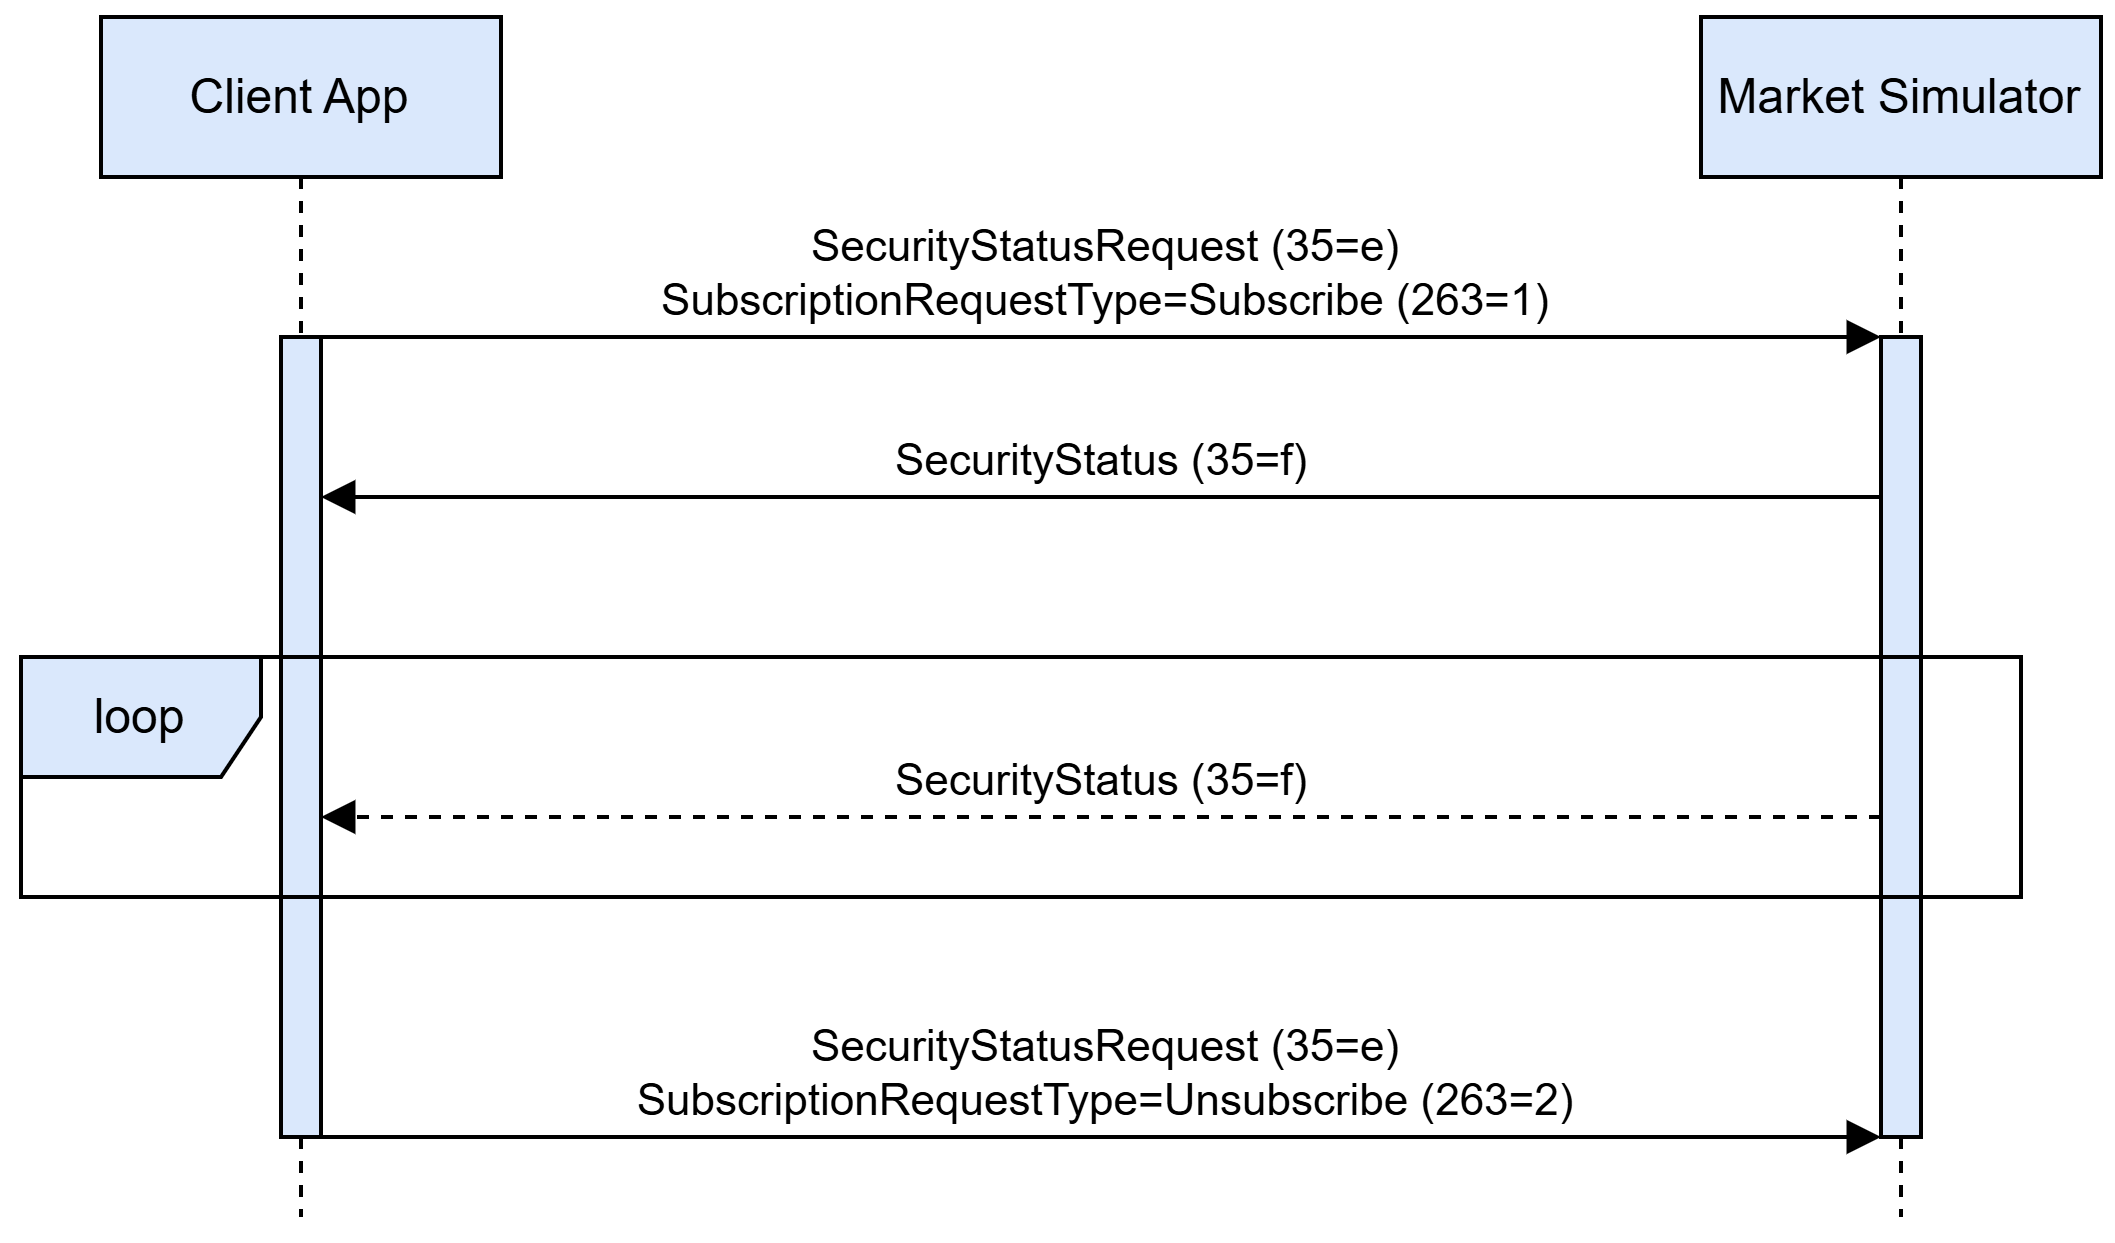 Client App
Market Simulator
SecurityStatusRequest (35=e)
SubscriptionRequestType=Subscribe (263=1)
SecurityStatus (35=f)
loop
SecurityStatus (35=f)
SecurityStatusRequest (35=e)
SubscriptionRequestType=Unsubscribe (263=2)